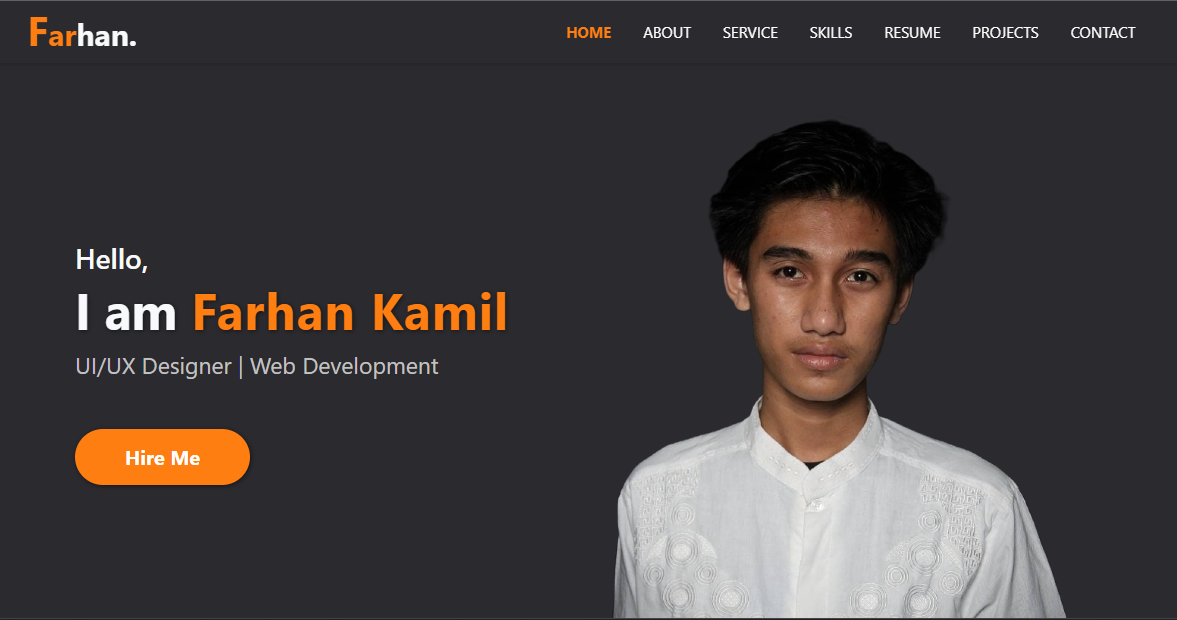 Farhan.
HOME ABOUT SERVICE SKILLS RESUME PROJECTS CONTACT
Hello,
I am Farhan Kamil
UI/UX Designer | Web Development
Hire Me